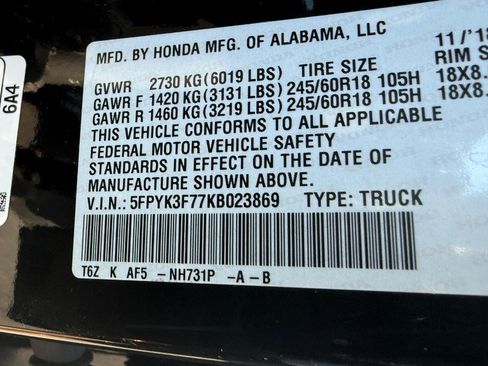 MFD. BY HONDA MFG. OF ALABAMA, LLC 11/'18
GVWR 2730 KG (6019 LBS) TIRE SIZE RIM S
GAWR F 1420 KG (3131 LBS) 245/60R18 105H 18X8.
GAWR R 1460 KG (3219 LBS) 245/60R18 105H 18X8.
THIS VEHICLE CONFORMS TO ALL APPLICABLE
FEDERAL MOTOR VEHICLE SAFETY
STANDARDS IN EFFECT ON THE DATE OF
MANUFACTURE SHOWN ABOVE.
V.I.N.: 5FPYK3F77KB023869 TYPE: TRUCK
T6Z K AF5 -NH731P -A-B
6A4